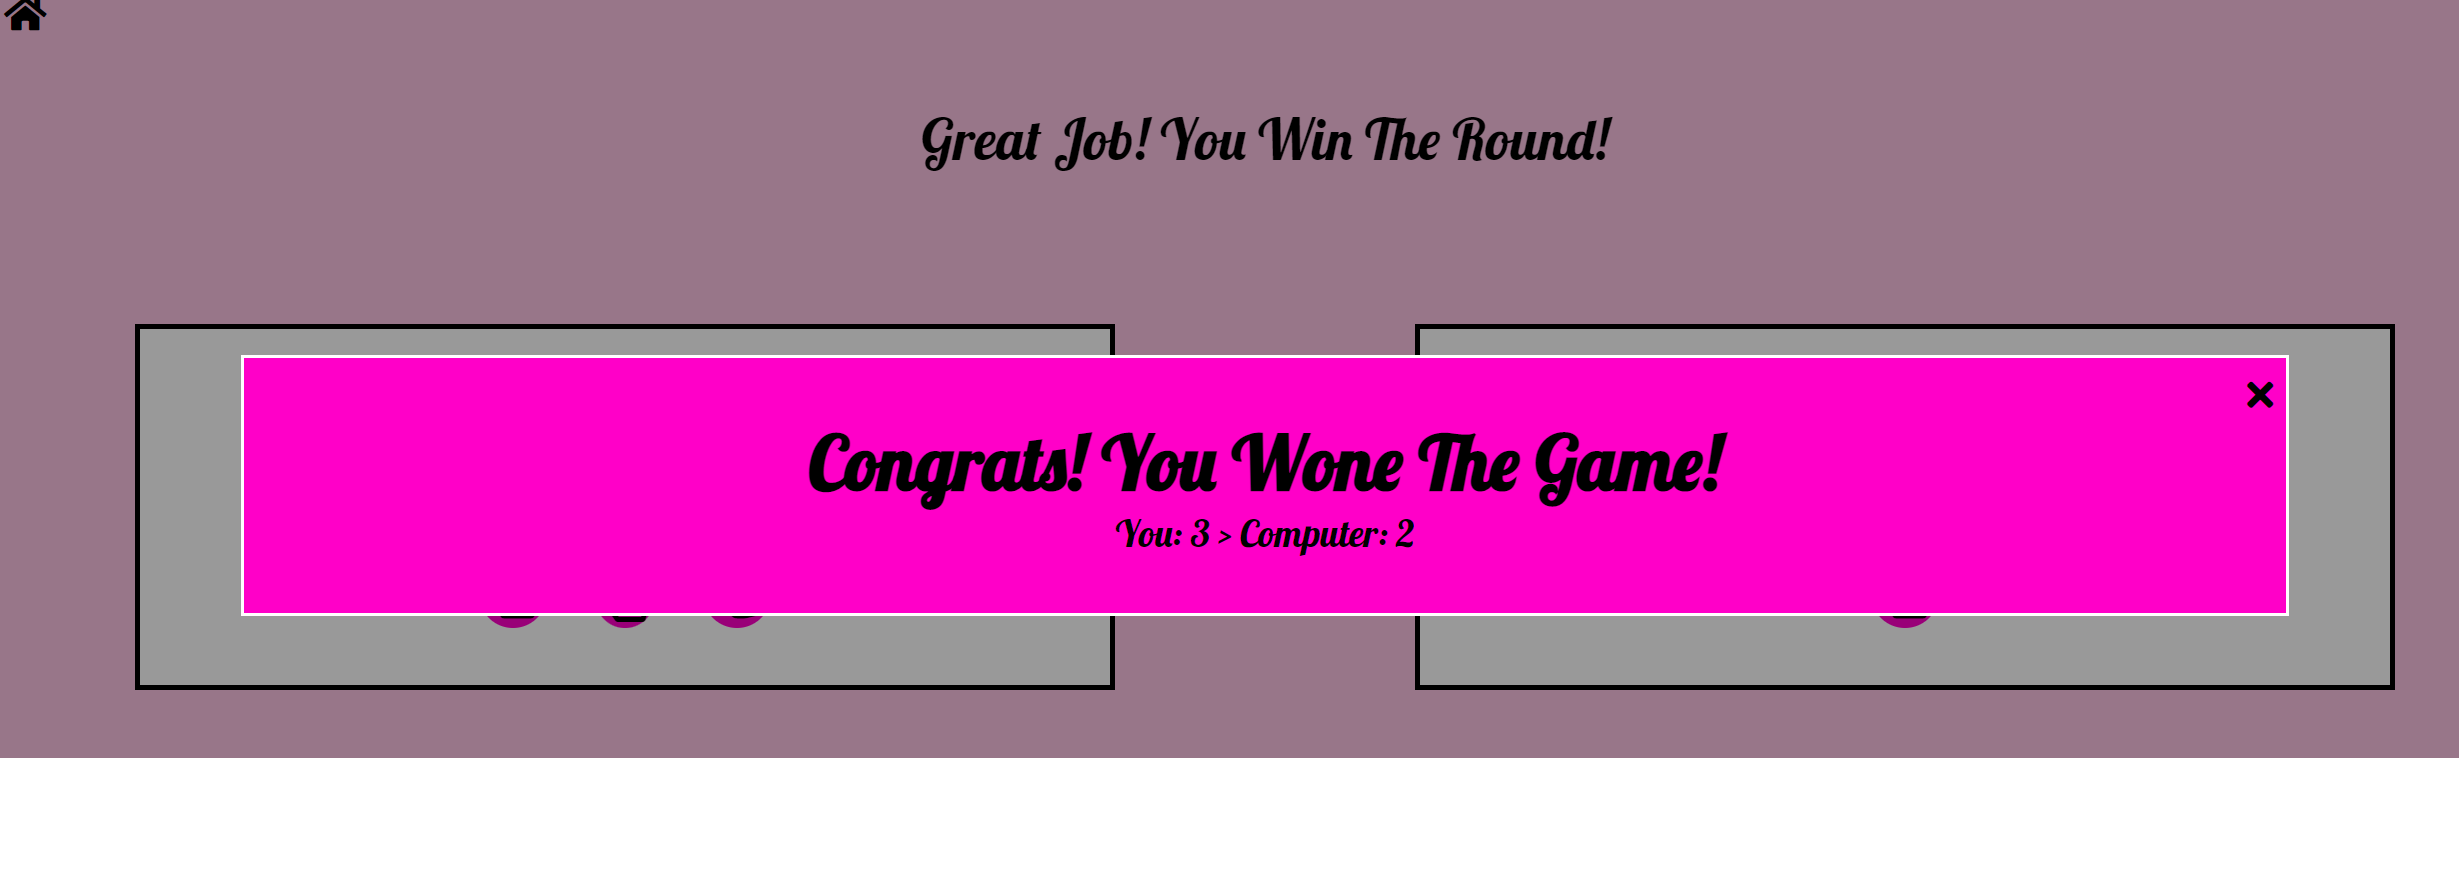 Great Job! You Win The Round!
Congrats! You Wone The Game!
You: 3 > Computer: 2